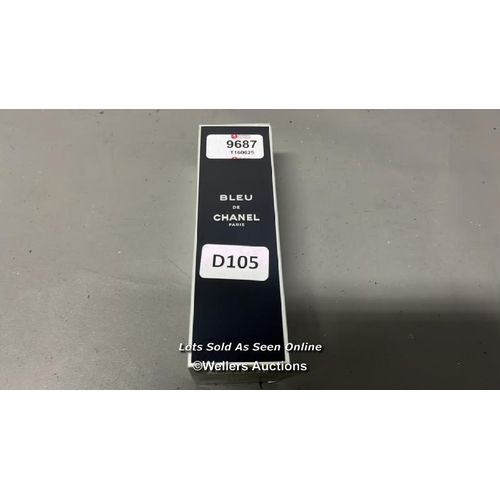 9687
T160625
BLEU
DE
CHANEL
PARIS
D105
Lots Sold As Seen Online
©Wellers Auctions